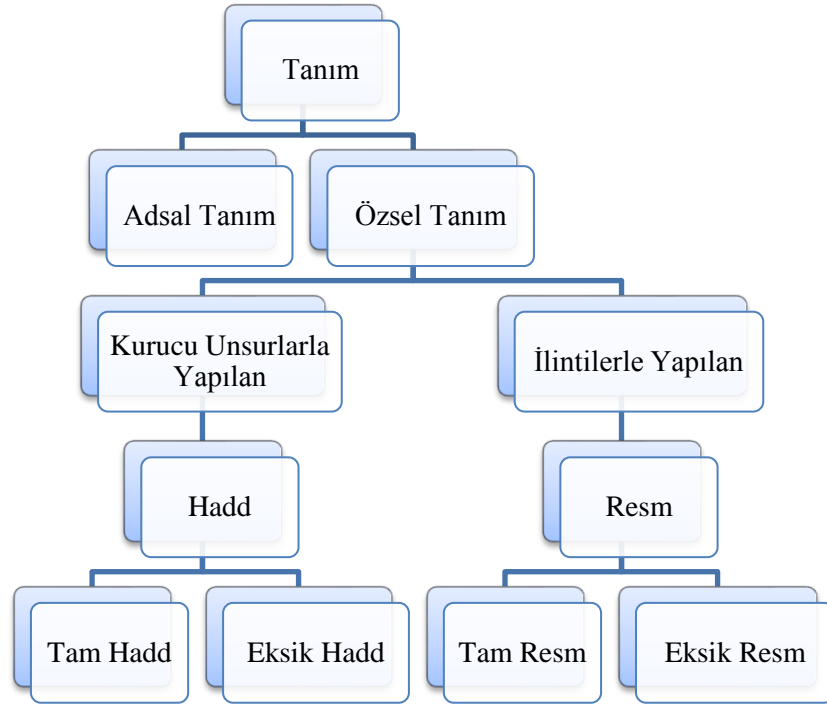 Tanım
Adsal Tanım
Özsel Tanım
Kurucu Unsurlarla
Yapılan
İlintilerle Yapılan
Hadd
Resm
Tam Hadd
Eksik Hadd
Tam Resm
Eksik Resm